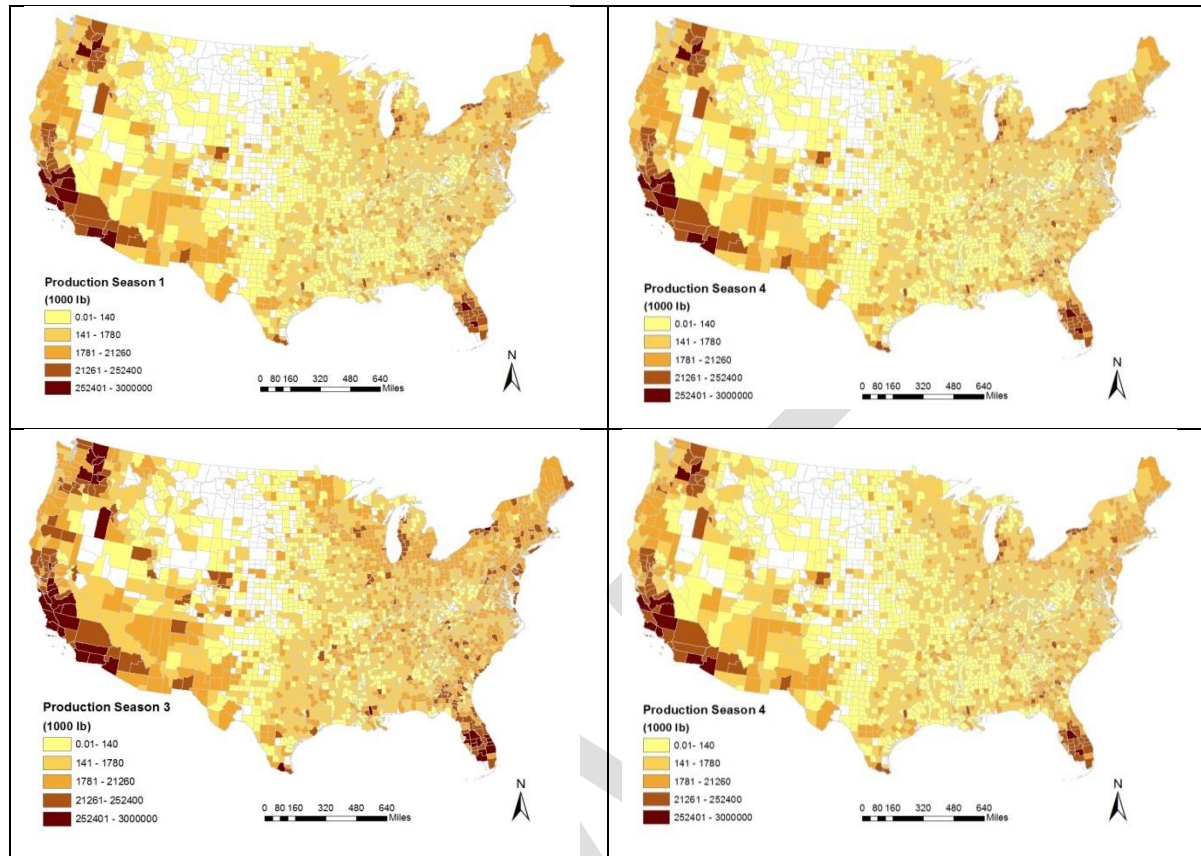 Production Season 1
(1000 lb)
0.01- 140
141 - 1780
1781 - 21260
21261 - 252400
252401 - 3000000
0 80 160 320 480 640
Miles
N
Production Season 4
(1000 lb)
0.01- 140
141 - 1780
1781 - 21260
21261 - 252400
252401 - 3000000
0 80 160 320 480 640
Miles
N
Production Season 3
(1000 lb)
0.01- 140
141 - 1780
1781 - 21260
21261- 252400
252401 - 3000000
0 80 160 320 480 640
Miles
N
Production Season 4
(1000 lb)
0.01- 140
141 - 1780
1781 - 21260
21261 - 252400
252401 - 3000000
0 80 160 320 480 640
Miles
N